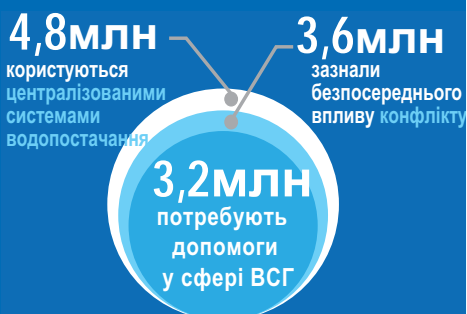 4,8млн
користуються
централізованими
системами
водопостачання
3,6млн
зазнали
безпосереднього
впливу конфлікту
3,2млн
потребують
допомоги
у сфері ВСГ